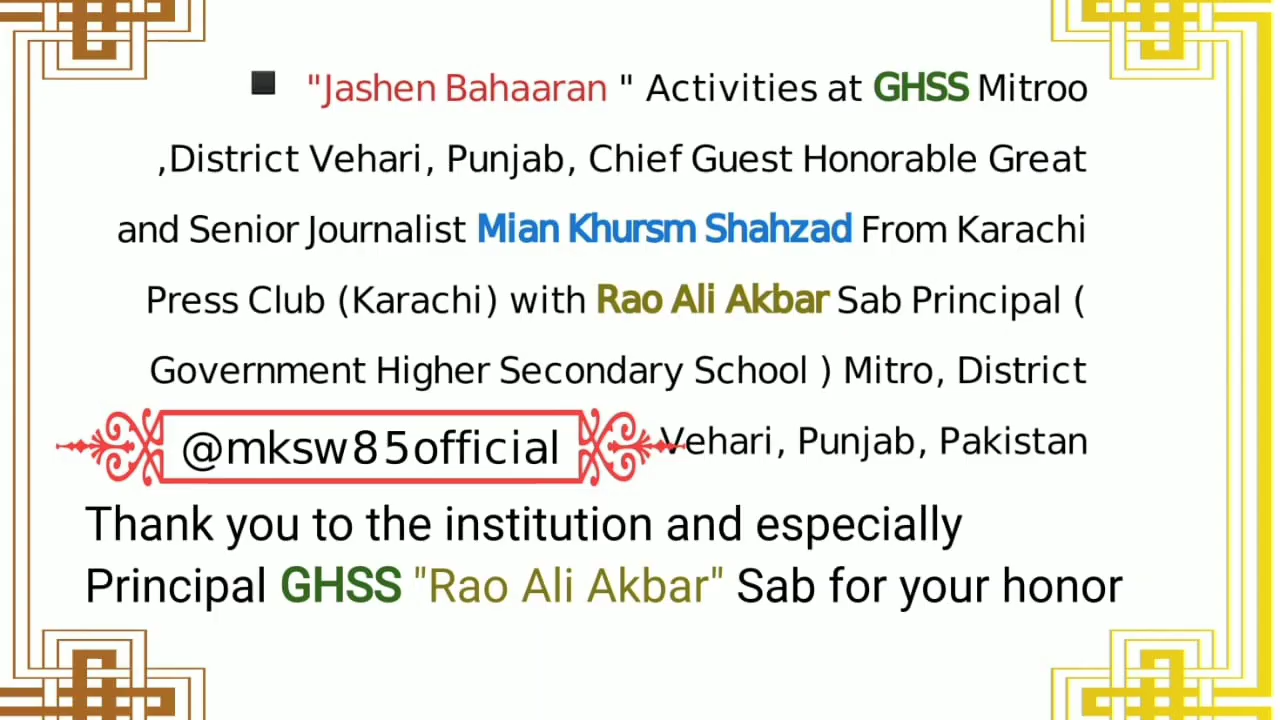 ◾ "Jashen Bahaaran " Activities at GHSS Mitroo
,District Vehari, Punjab, Chief Guest Honorable Great
and Senior Journalist Mian Khursm Shahzad From Karachi
Press Club (Karachi) with Rao Ali Akbar Sab Principal (
Government Higher Secondary School ) Mitro, District
Vehari, Punjab, Pakistan
@mksw85official
Thank you to the institution and especially
Principal GHSS "Rao Ali Akbar" Sab for your honor